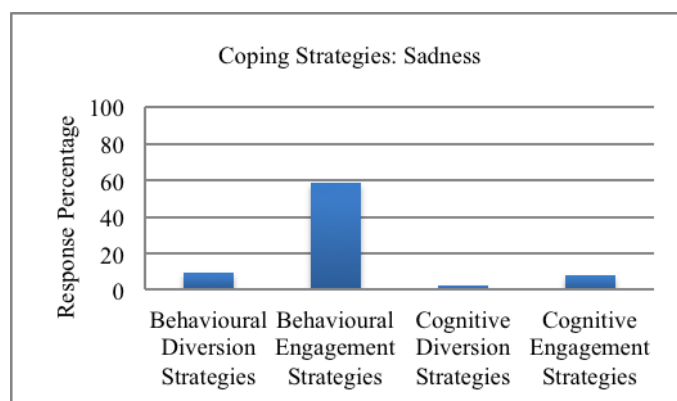 Coping Strategies: Sadness
Response Percentage
100
80
60
40
20
0
Behavioural Behavioural Cognitive Cognitive
Diversion Engagement Diversion Engagement
Strategies Strategies Strategies Strategies